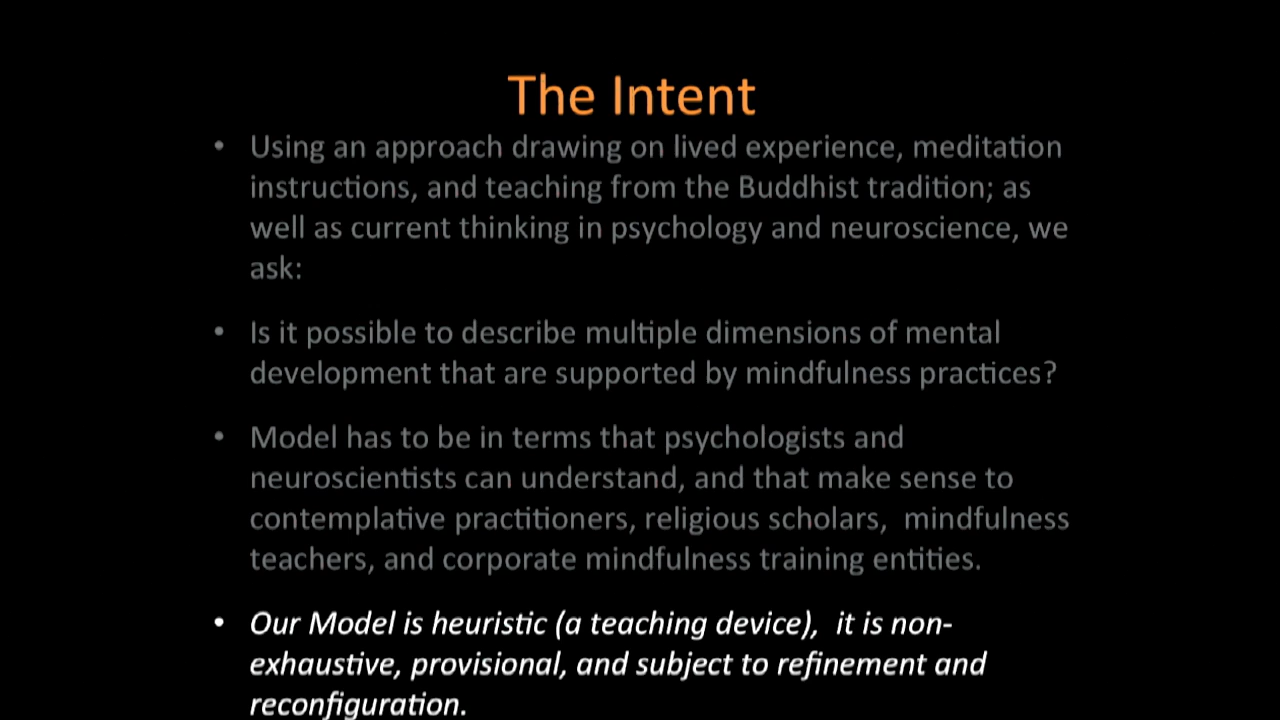 The Intent
• Using an approach drawing on lived experience, meditation
instructions, and teaching from the Buddhist tradition; as
well as current thinking in psychology and neuroscience, we
ask:
• Is it possible to describe multiple dimensions of mental
development that are supported by mindfulness practices?
• Model has to be in terms that psychologists and
neuroscientists can understand, and that make sense to
contemplative practitioners, religious scholars,  mindfulness
teachers, and corporate mindfulness training entities.
• Our Model is heuristic (a teaching device),  it is non-
exhaustive, provisional, and subject to refinement and
reconfiguration.